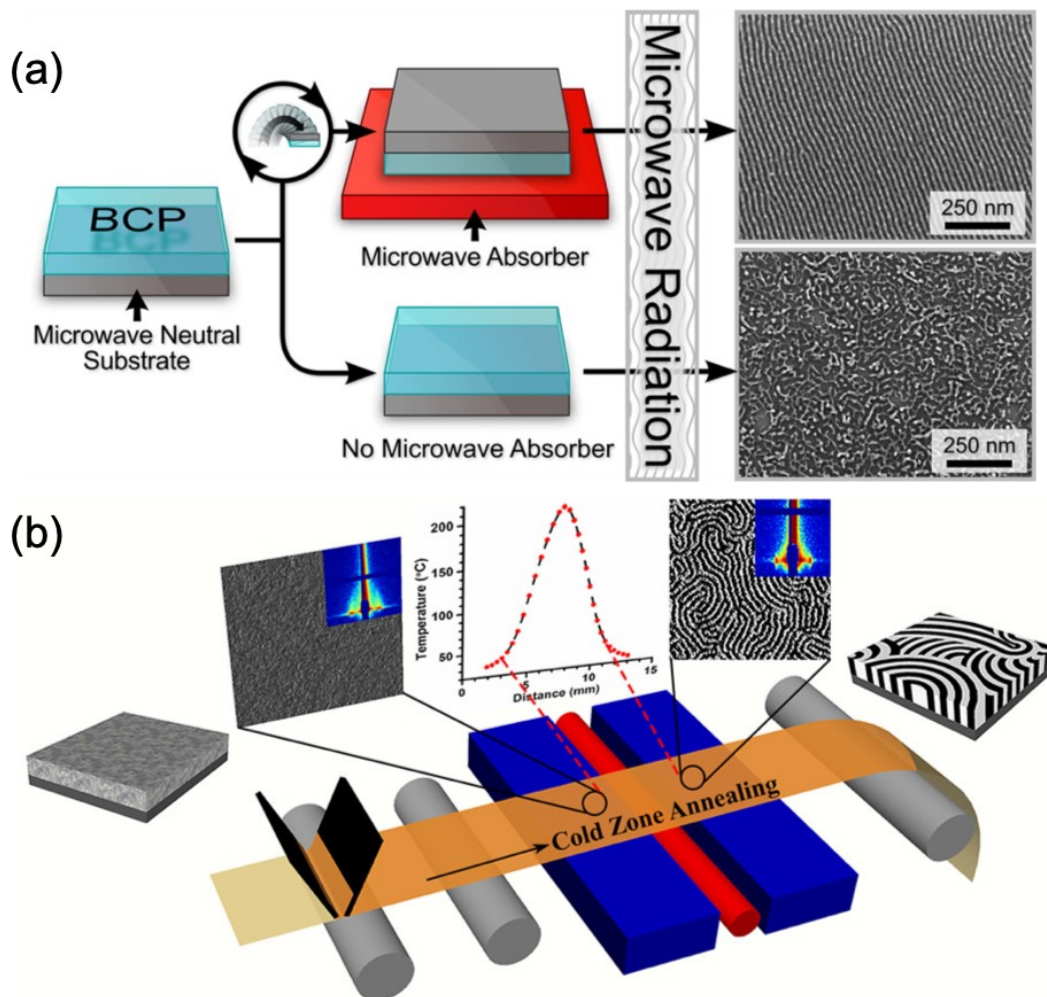 (a)
BCP
Microwave Neutral
Substrate
Microwave Absorber
No Microwave Absorber
Microwave Radiation
250 nm
250 nm
(b)
Temperature (°C)
200
150
100
50
0
5
10
15
Distance (mm)
Cold Zone Annealing